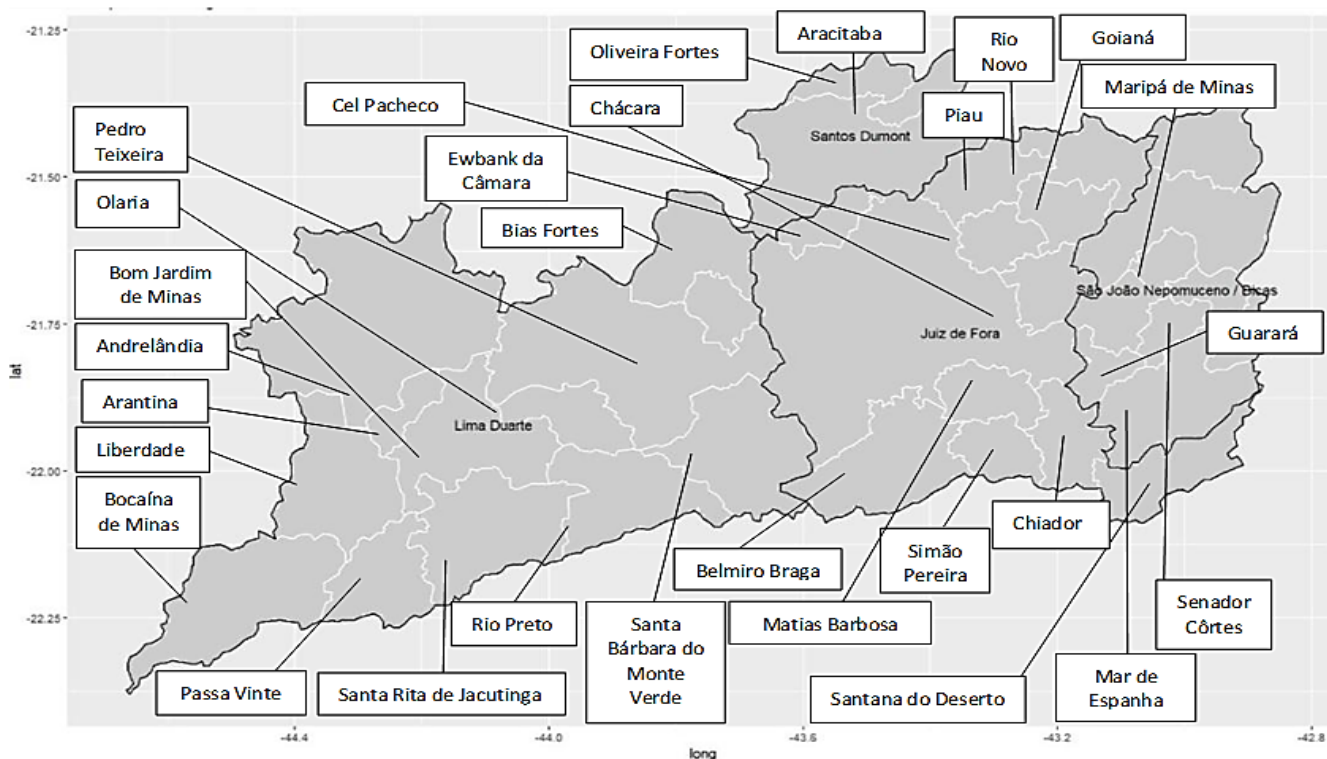 Aracitaba
Rio
Novo
Goianá
Oliveira Fortes
Cel Pacheco
Chácara
Maripá de Minas
Pedro
Teixeira
Ewbank da
Câmara
Santos Dumont
Piau
Olaria
Bias Fortes
Bom Jardim
de Minas
São João Nepomuceno / Bicas
Juiz de Fora
Guarará
Andrelândia
Arantina
Lima Duarte
Liberdade
Bocaína
de Minas
Chiador
Belmiro Braga
Simão
Pereira
Rio Preto
Santa
Bárbara do
Monte
Verde
Matias Barbosa
Senador
Côrtes
Passa Vinte
Santa Rita de Jacutinga
Santana do Deserto
Mar de
Espanha
-21.25
-21.50
-21.75
-22.00
-22.25
lat
-44.4
-44.0
-43.6
-43.2
-42.8
long